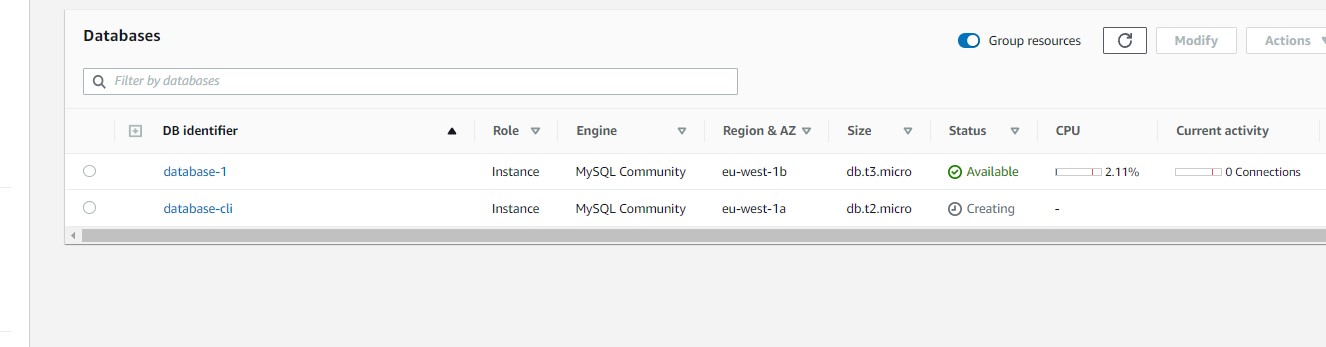 Databases
Group resources
Modify
Actions
Filter by databases
DB identifier Role Engine Region & AZ Size Status CPU Current activity
database-1 Instance MySQL Community eu-west-1b db.t3.micro Available 2.11% 0 Connections
database-cli Instance MySQL Community eu-west-1a db.t2.micro Creating -